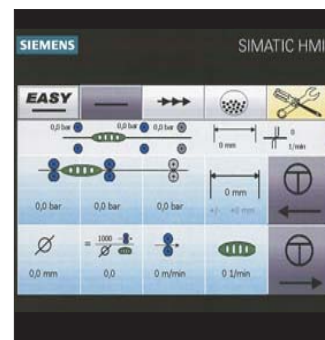 SIEMENS
SIMATIC HMI
EASY
0,0 bar 0,0 bar 0,0 bar
0 mm
0
1/min
0,0 bar 0,0 bar 0,0 bar
0 mm
+/- +0 mm
= 1000
0,0 mm 0,0 0 m/min 0 1/min